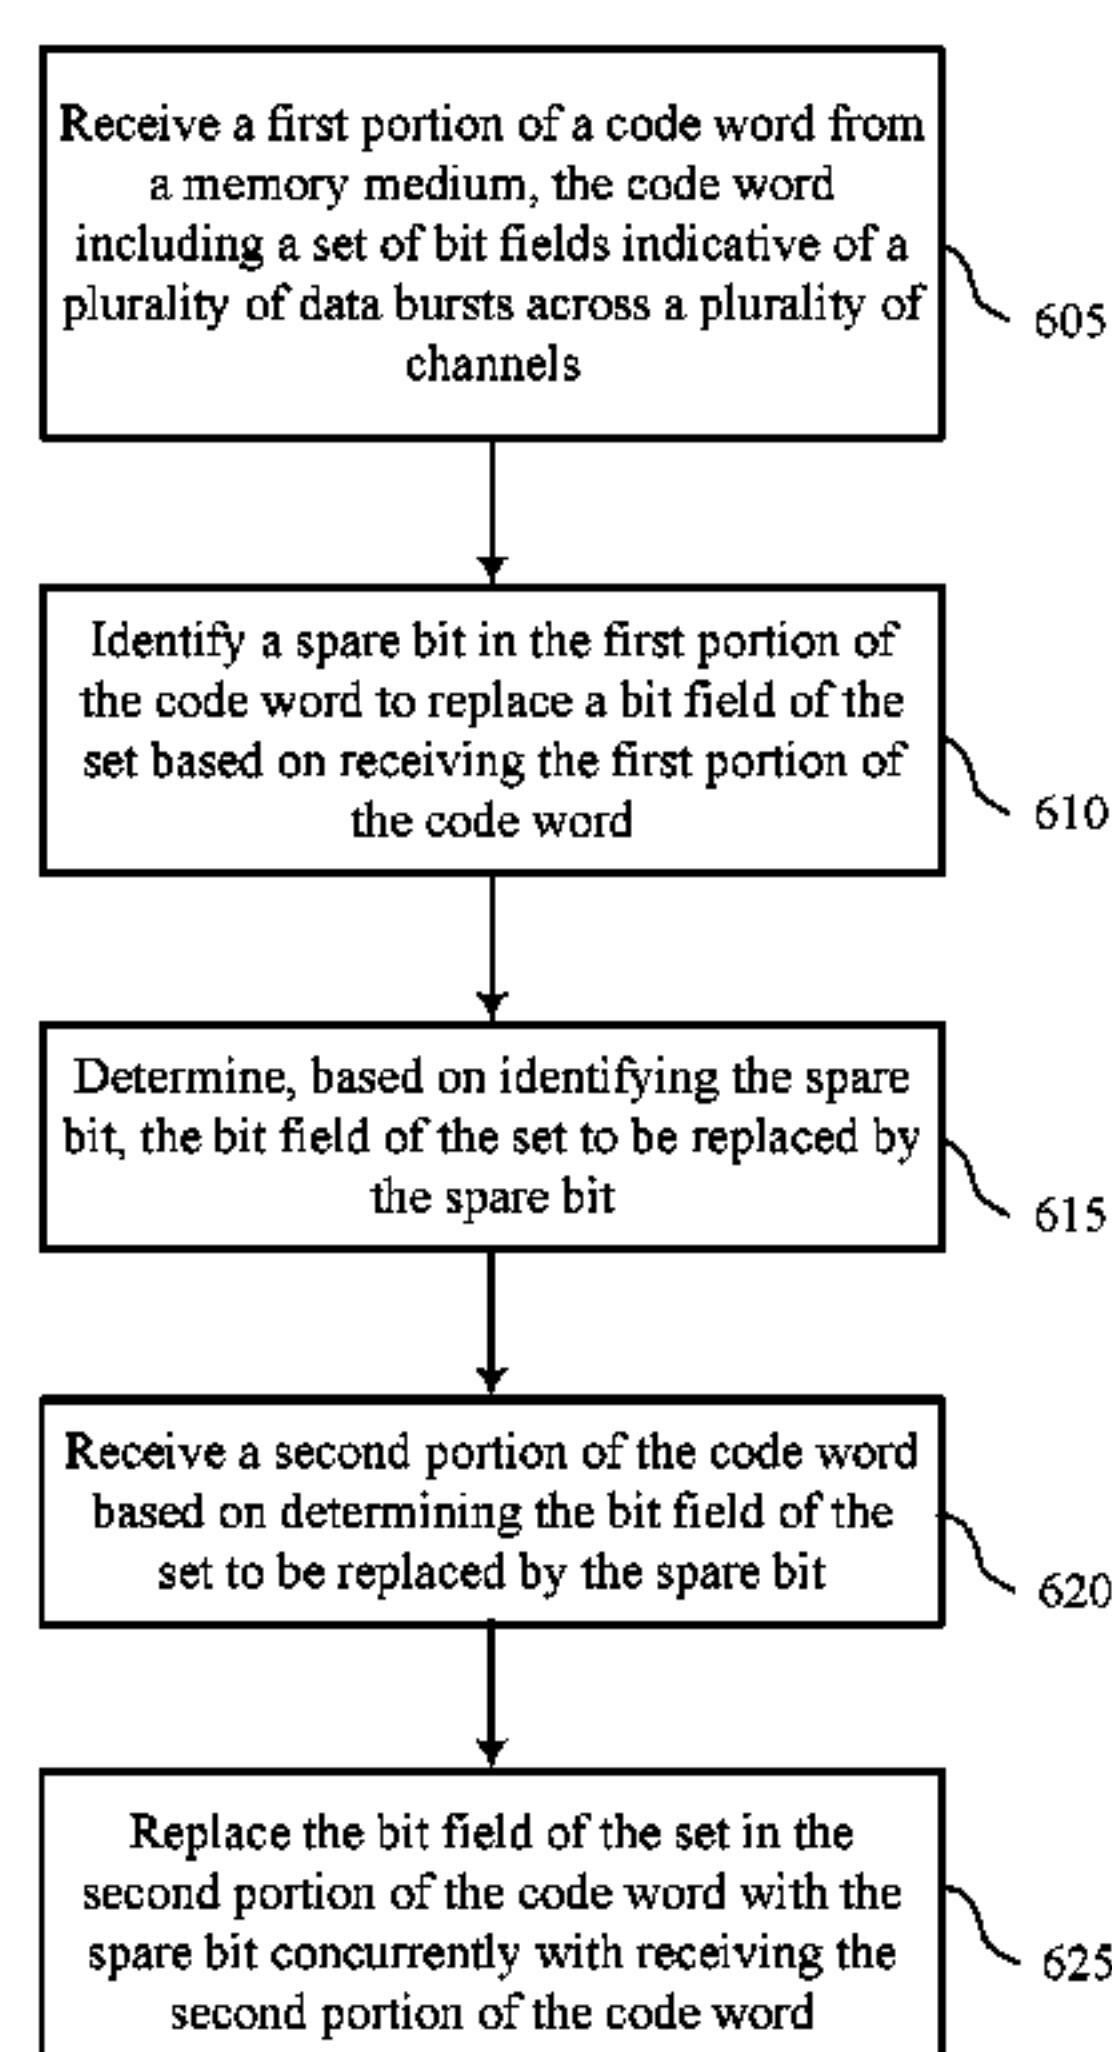 Receive a first portion of a code word from
a memory medium, the code word
including a set of bit fields indicative of a
plurality of data bursts across a plurality of
channels
605
Identify a spare bit in the first portion of
the code word to replace a bit field of the
set based on receiving the first portion of
the code word
610
Determine, based on identifying the spare
bit, the bit field of the set to be replaced by
the spare bit
615
Receive a second portion of the code word
based on determining the bit field of the
set to be replaced by the spare bit
620
Replace the bit field of the set in the
second portion of the code word with the
spare bit concurrently with receiving the
second portion of the code word
625